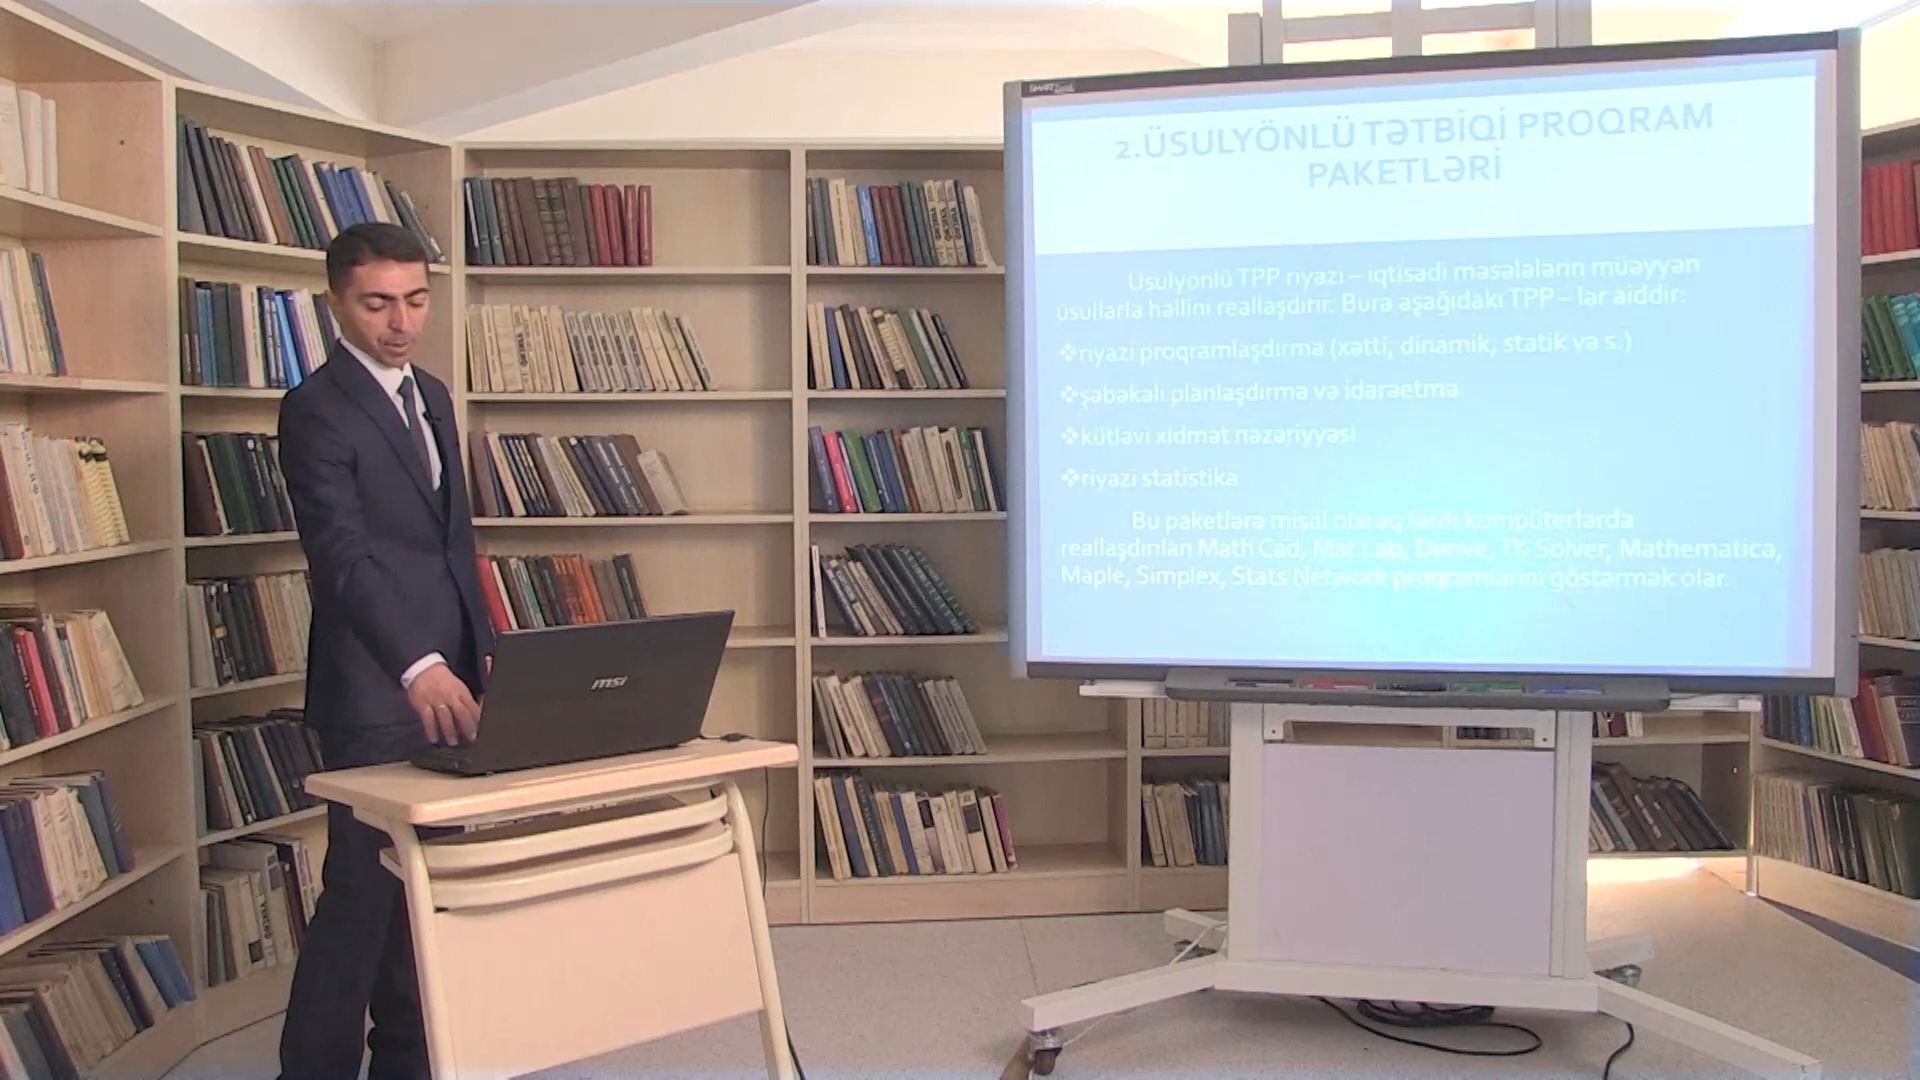 SMART
2.ÜSULYÖNLÜ TƏTBİQİ PROQRAM
PAKETLƏRİ
Usulyönlü TPP riyazi – iqtisadi məsələlərin müəyyən
üsullarla həllini reallaşdırır. Bura aşağıdakı TPP – lər aiddir:
❖riyazi proqramlaşdırma (xətti, dinamik, statik və s.)
❖şəbəkəli planlaşdırma və idarəetmə
❖kütləvi xidmət nəzəriyyəsi
❖riyazi statistika
Bu paketlərə misal olaraq fərdi kompüterlərdə
reallaşdırılan Math Cad, Mat Lab, Derive, TK Solver, Mathematica,
Maple, Simplex, Stats Network proqramlarını göstərmək olar.
msi